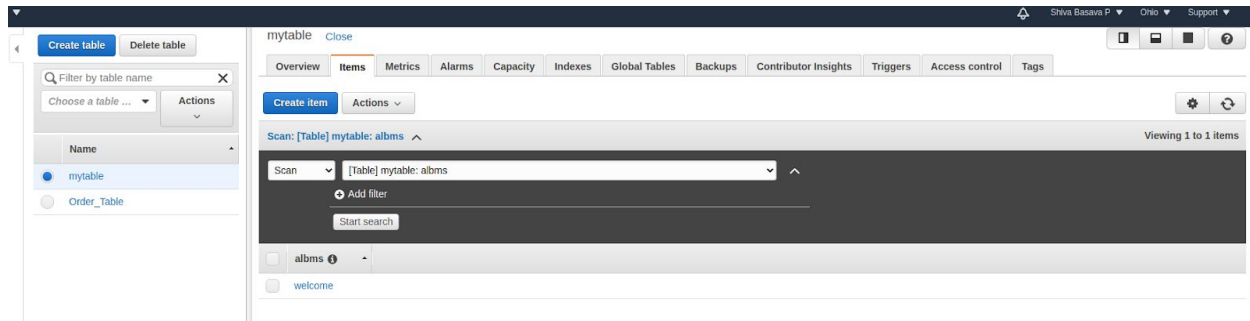 Shiva Basava P Ohio Support
Create table Delete table
Filter by table name
Choose a table ... Actions
Name
mytable
Order_Table
mytable Close
Overview Items Metrics Alarms Capacity Indexes Global Tables Backups Contributor Insights Triggers Access control Tags
Create item Actions
Scan: [Table] mytable: albms Viewing 1 to 1 items
Scan [Table] mytable: albms
Add filter
Start search
albms
welcome